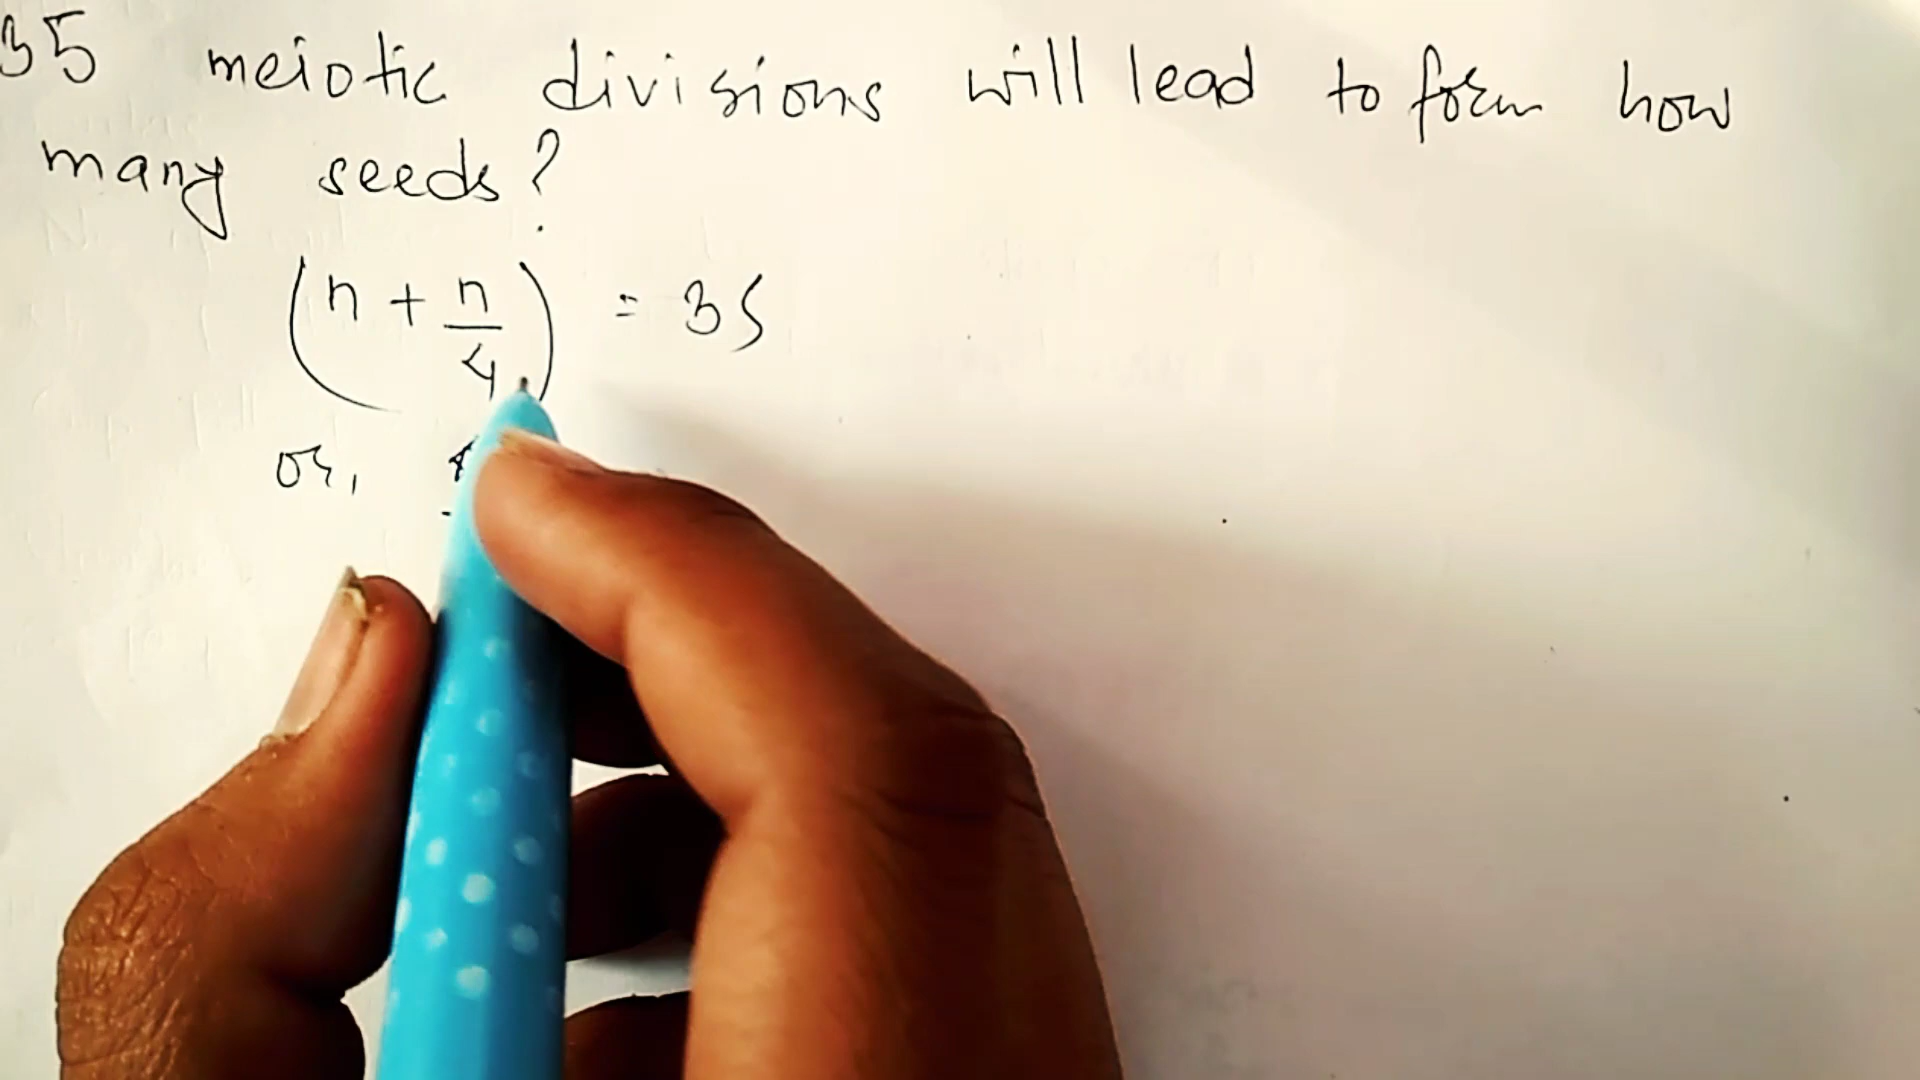 35 meiotic divisions will lead to form how
many seeds?
(n + n/4) = 35
or,